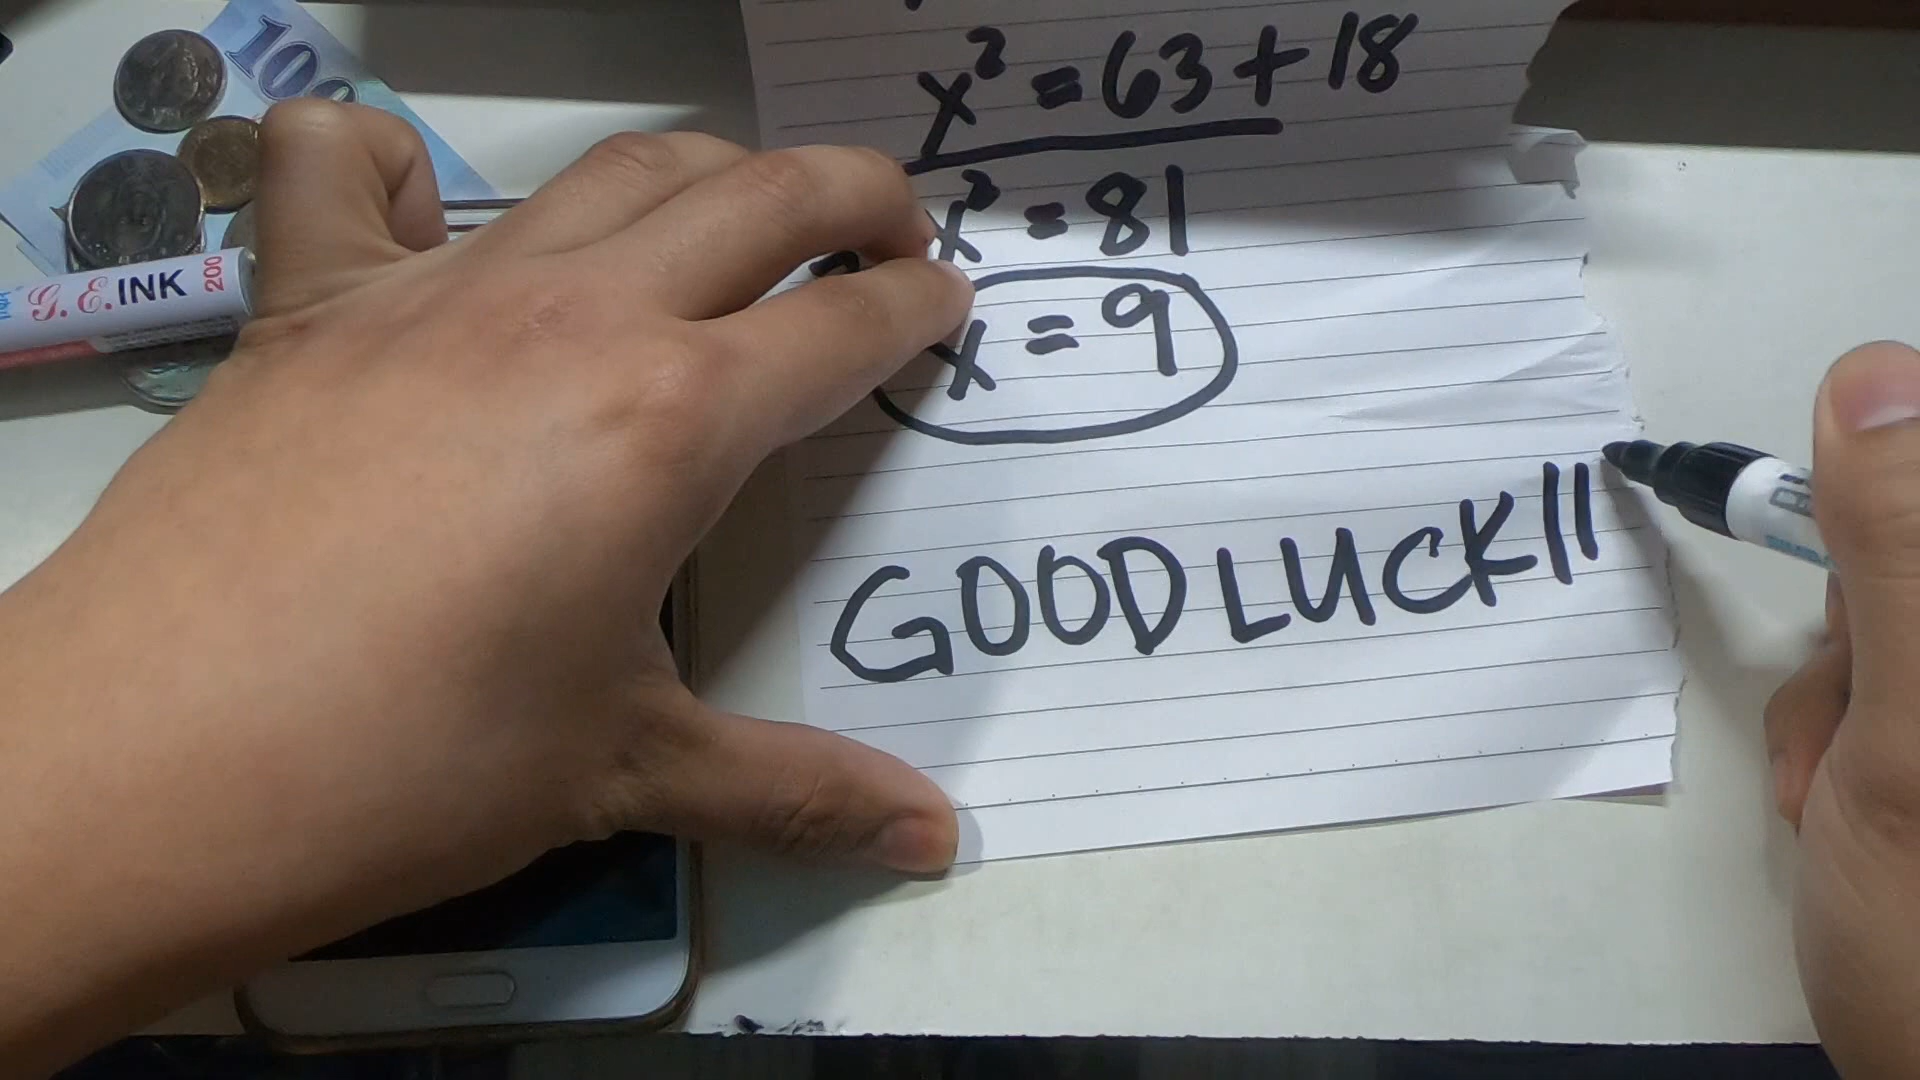 100
x² = 63 + 18
x² = 81
x = 9
G. E. INK 200
GOOD LUCK!!